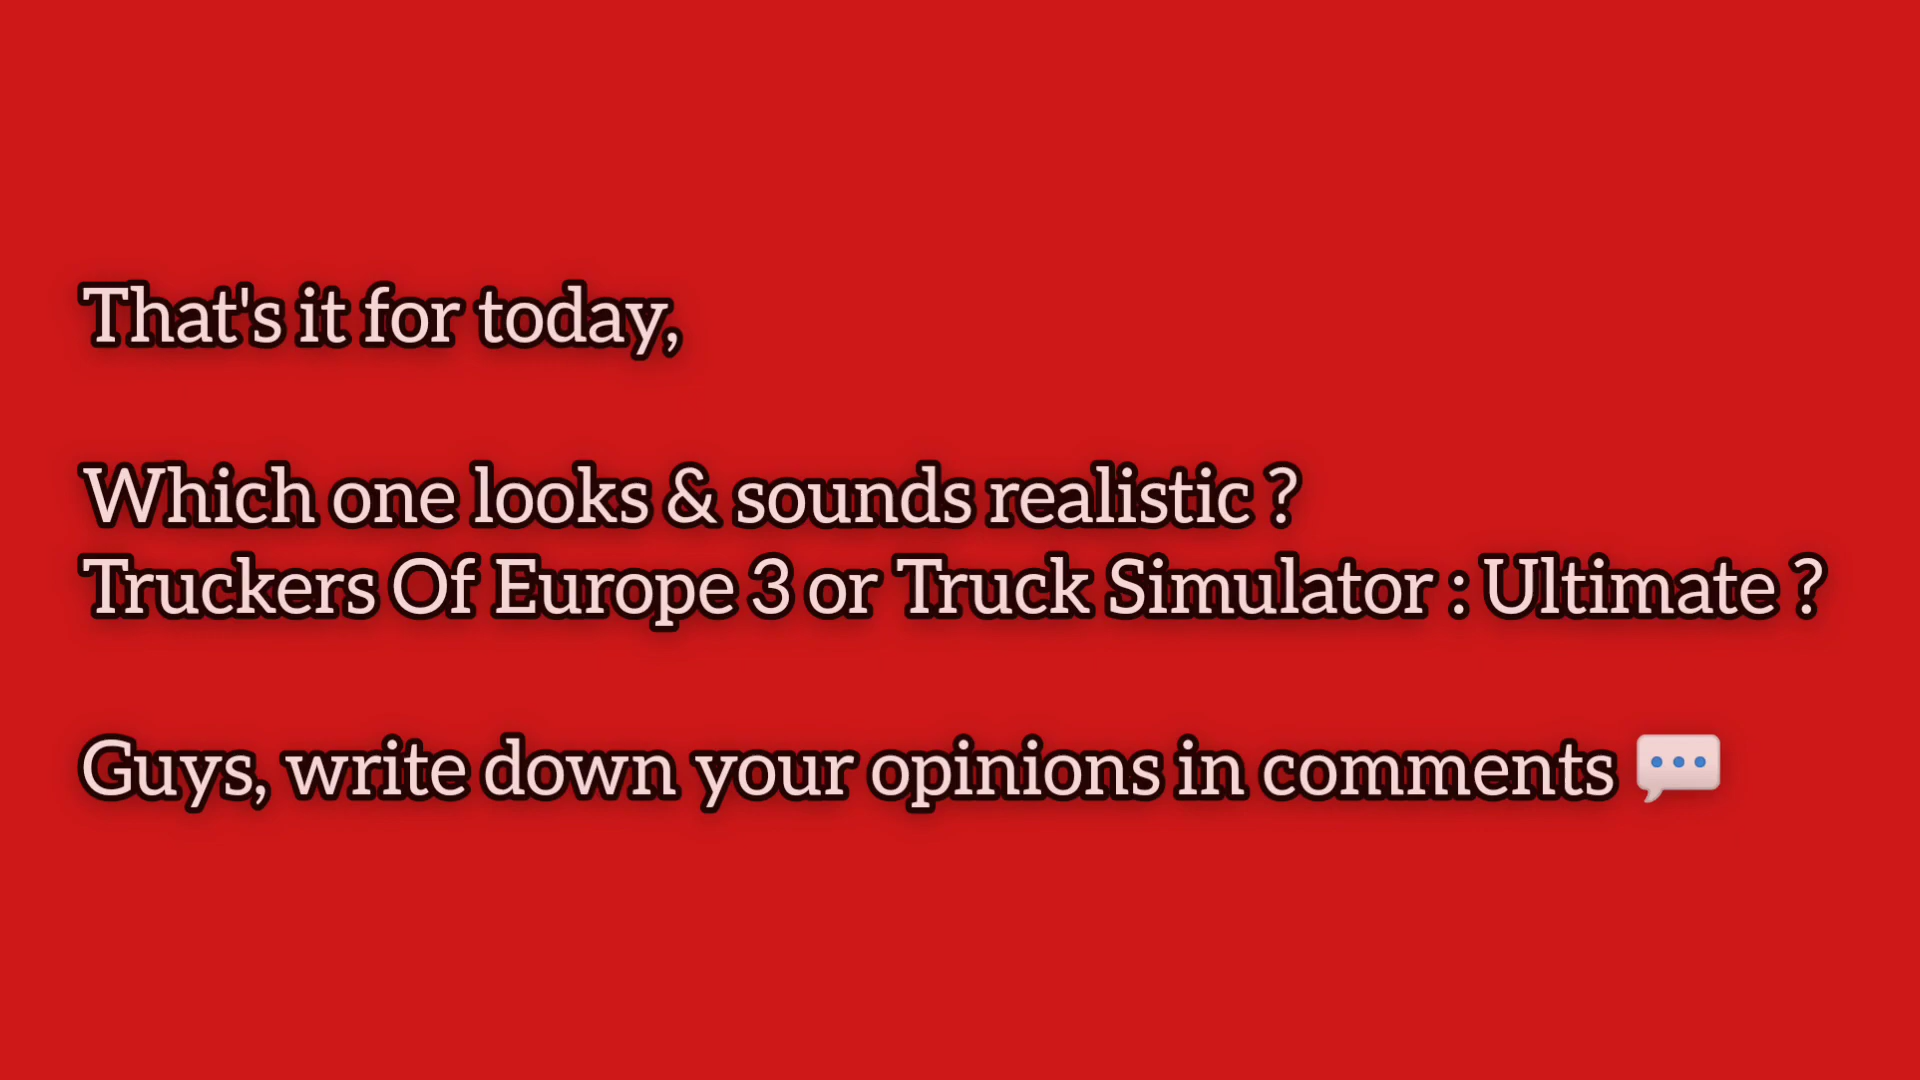 That's it for today,
Which one looks & sounds realistic ?
Truckers Of Europe 3 or Truck Simulator : Ultimate ?
Guys, write down your opinions in comments 💬